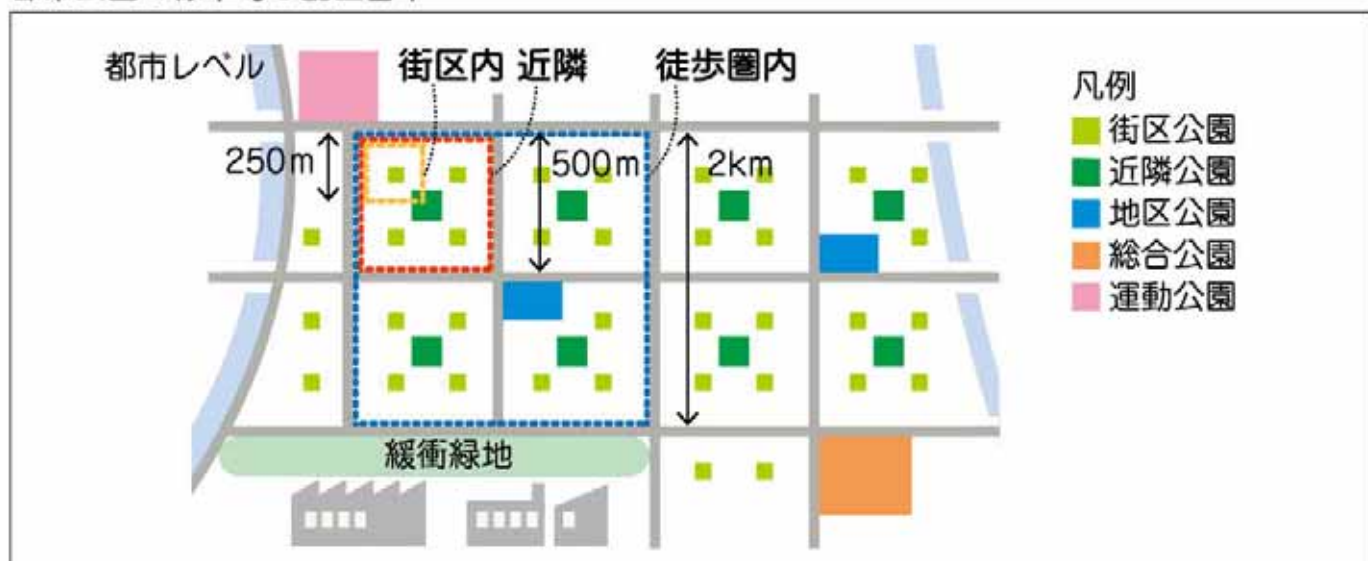 都市レベル
街区内 近隣
徒歩圏内
250m
500m
2km
緩衝緑地
凡例
街区公園
近隣公園
地区公園
総合公園
運動公園